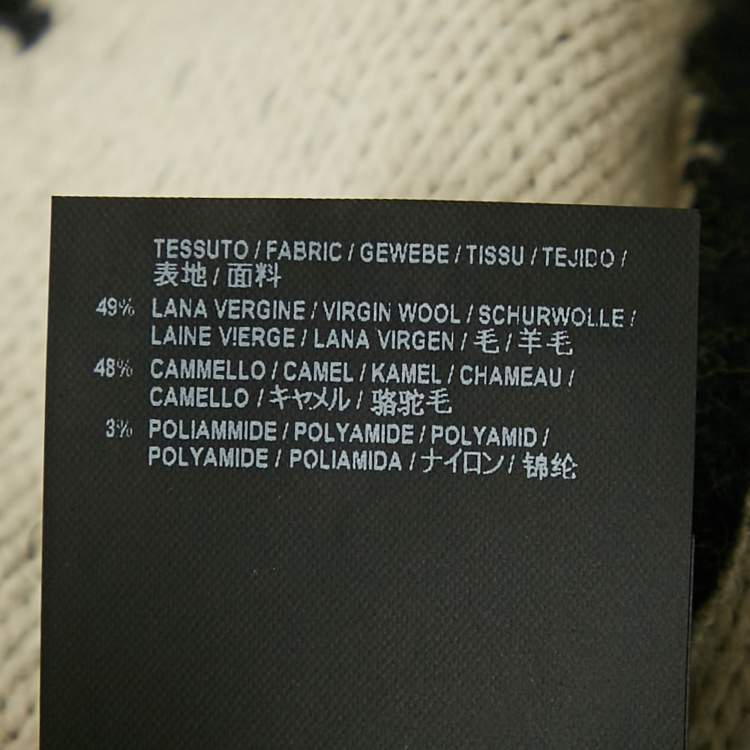 TESSUTO / FABRIC / GEWEBE / TISSU / TEJIDO /
表地 / 面料
49% LANA VERGINE / VIRGIN WOOL / SCHURWOLLE /
LAINE VIERGE / LANA VIRGEN / 毛 / 羊毛
48% CAMMELLO / CAMEL / KAMEL / CHAMEAU /
CAMELLO / キャメル / 骆驼毛
3% POLIAMMIDE / POLYAMIDE / POLYAMID /
POLYAMIDE / POLIAMIDA / ナイロン / 锦纶